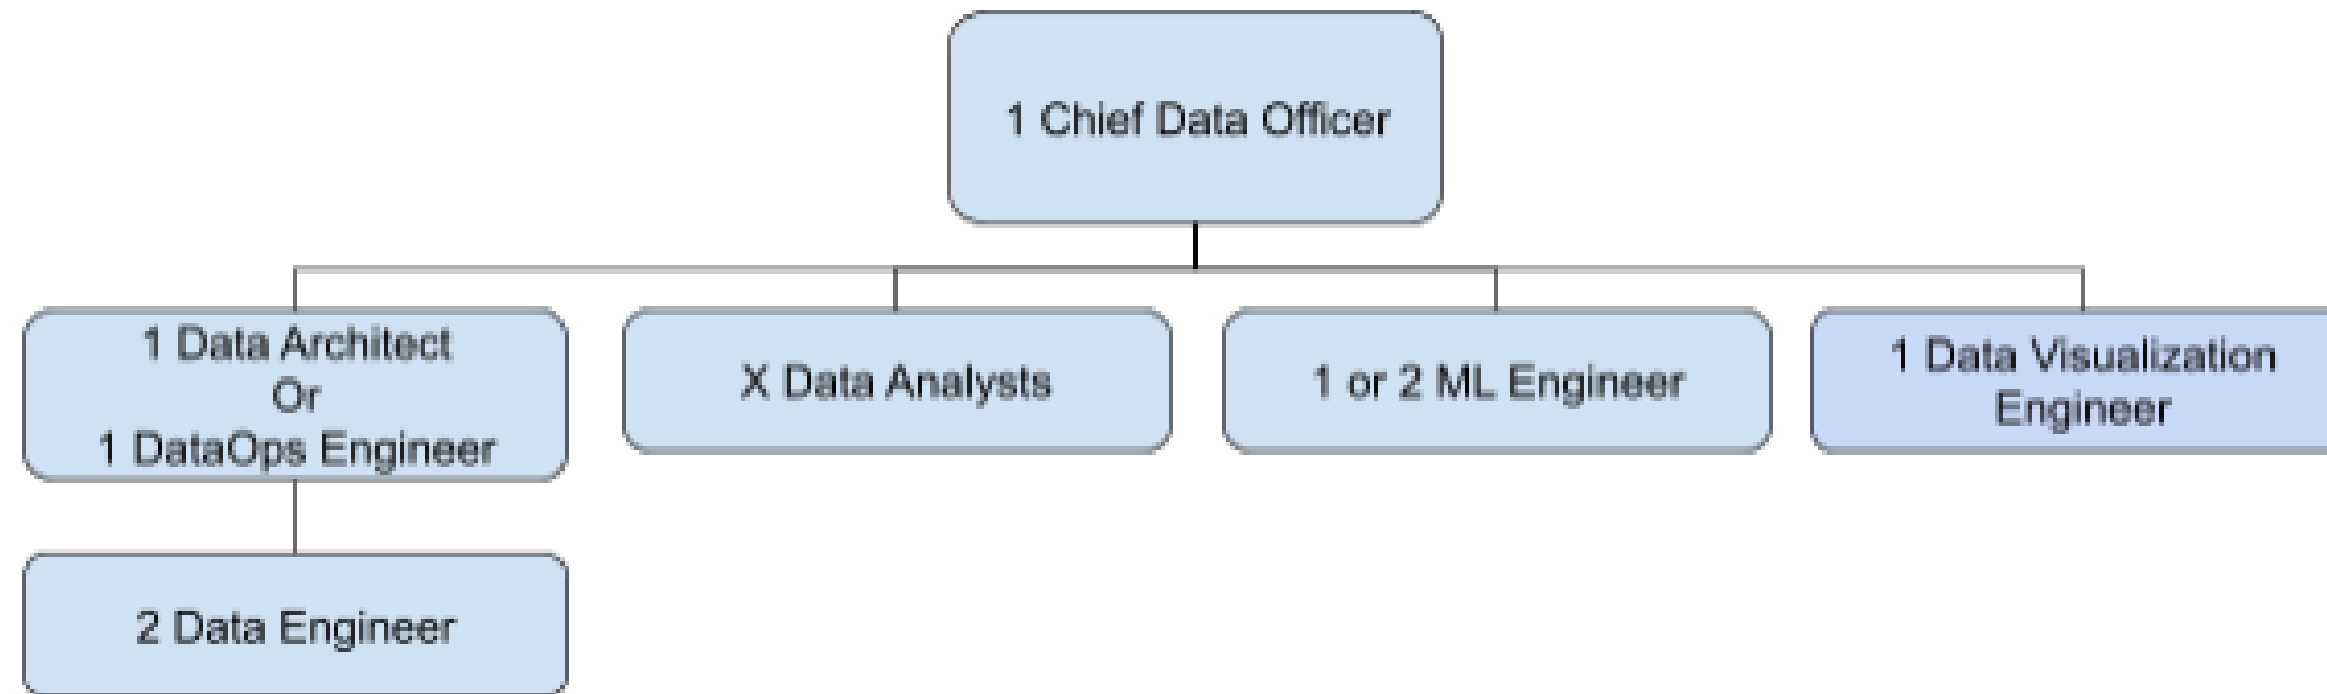 1 Chief Data Officer
1 Data Architect
Or
1 DataOps Engineer
X Data Analysts
1 or 2 ML Engineer
1 Data Visualization
Engineer
2 Data Engineer